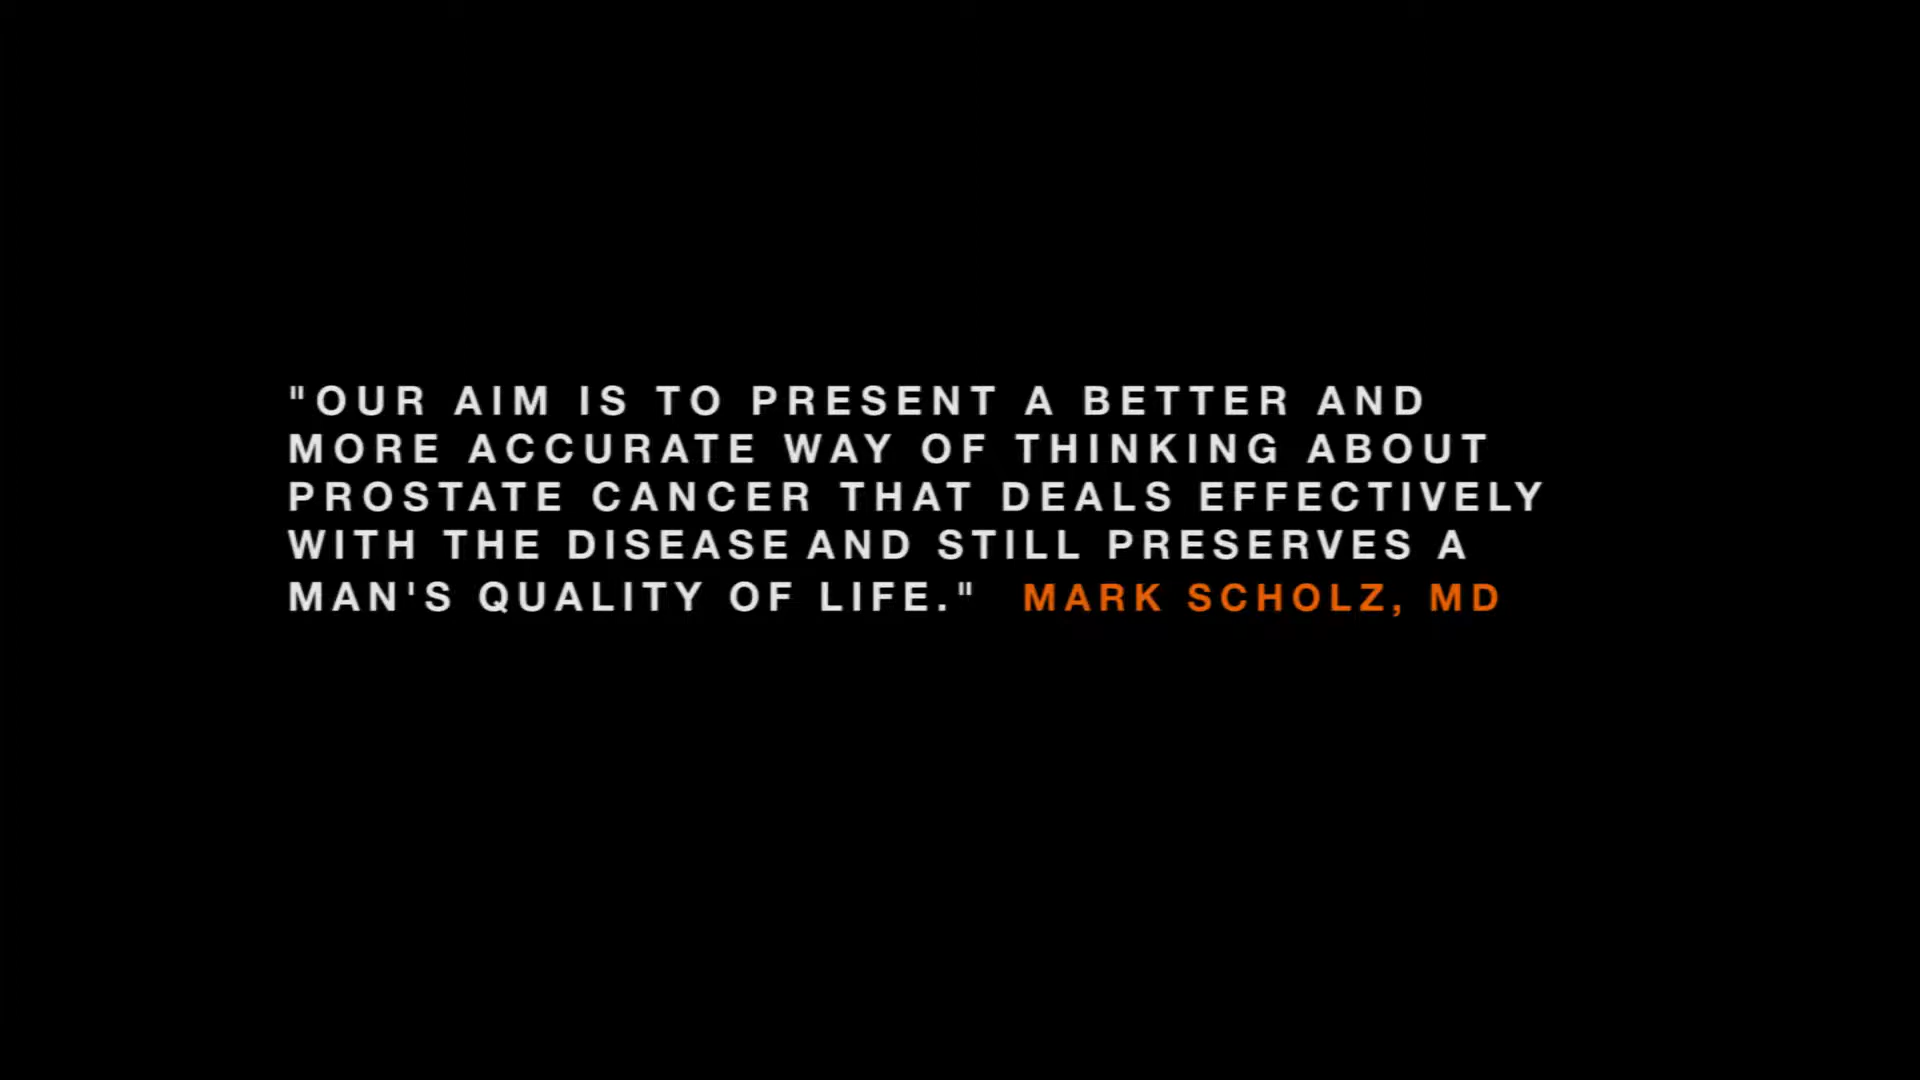 "OUR AIM IS TO PRESENT A BETTER AND
MORE ACCURATE WAY OF THINKING ABOUT
PROSTATE CANCER THAT DEALS EFFECTIVELY
WITH THE DISEASE AND STILL PRESERVES A
MAN'S QUALITY OF LIFE." MARK SCHOLZ, MD